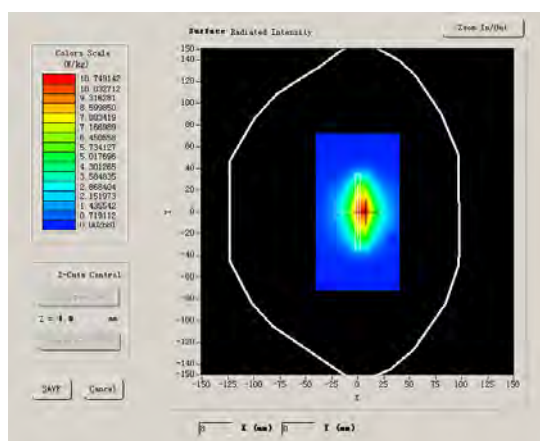 Surface Radiated Intensity
Zoom In/Out
Colors Scale
(W/kg)
10.749142
10.032712
9.316281
8.599850
7.883419
7.166989
6.450558
5.734127
5.017696
4.301265
3.584835
2.868404
2.151973
1.435542
0.719112
Z-Cuts Control
Z = 4.0 mm
SAVE Cancel
150
140
120
100
80
60
40
20
0
-20
-40
-60
-80
-100
-120
-140
-150
Y
-150 -125 -100 -75 -50 -25 0 25 50 75 100 125 150
X
0 X (mm) 0 Y (mm)